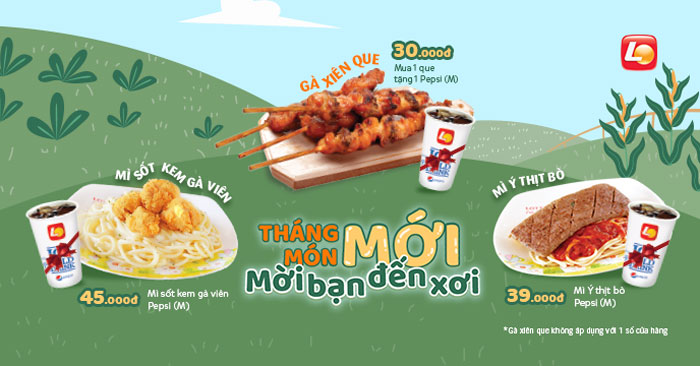 GÀ XIÊN QUE
30.000đ
Mua 1 que
tặng 1 Pepsi (M)
MÌ SỐT KEM GÀ VIÊN
MÌ Ý THỊT BÒ
THÁNG
MÓN
MỚI
Mời bạn đến xơi
45.000đ
Mì sốt kem gà viên
Pepsi (M)
39.000đ
Mì Ý thịt bò
Pepsi (M)
*Gà xiên que không áp dụng với 1 số cửa hàng